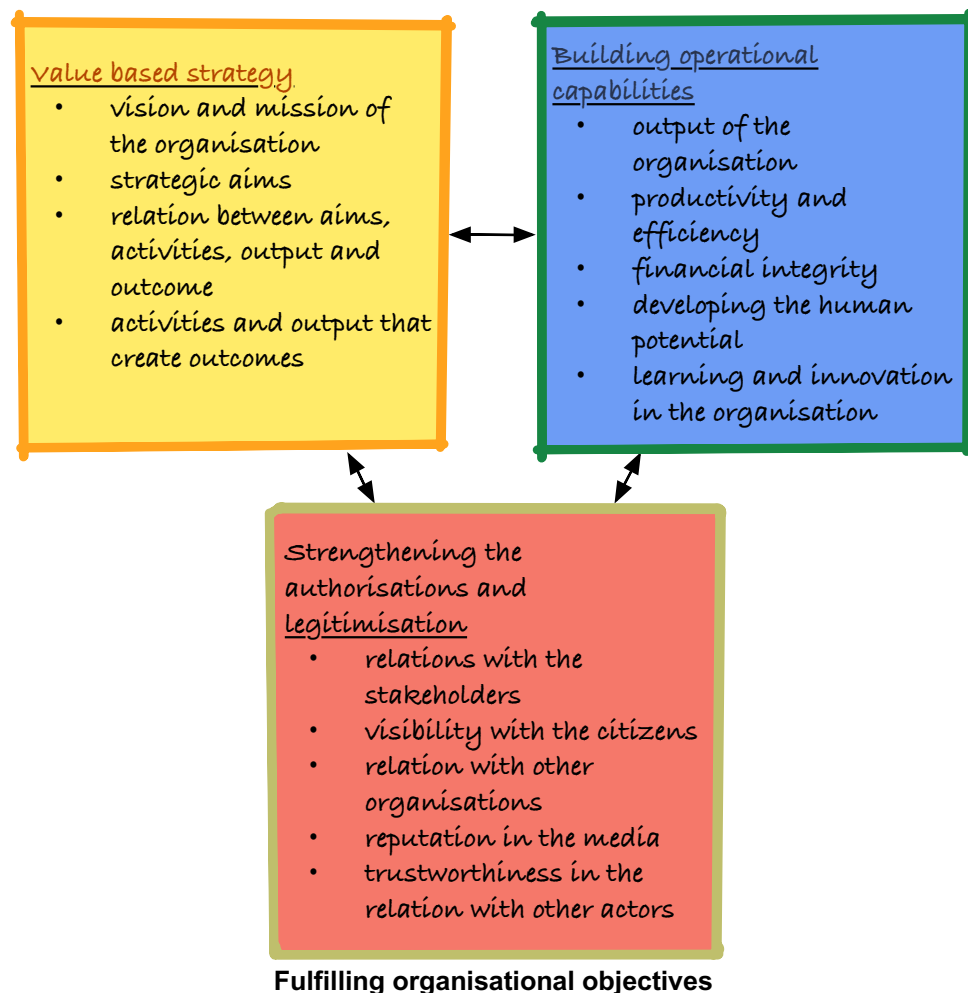 Value based strategy
• vision and mission of
the organisation
• strategic aims
• relation between aims,
activities, output and
outcome
• activities and output that
create outcomes
Building operational
capabilities
• output of the
organisation
• productivity and
efficiency
• financial integrity
• developing the human
potential
• learning and innovation
in the organisation
Strengthening the
authorisations and
legitimisation
• relations with the
stakeholders
• visibility with the citizens
• relation with other
organisations
• reputation in the media
• trustworthiness in the
relation with other actors
Fulfilling organisational objectives